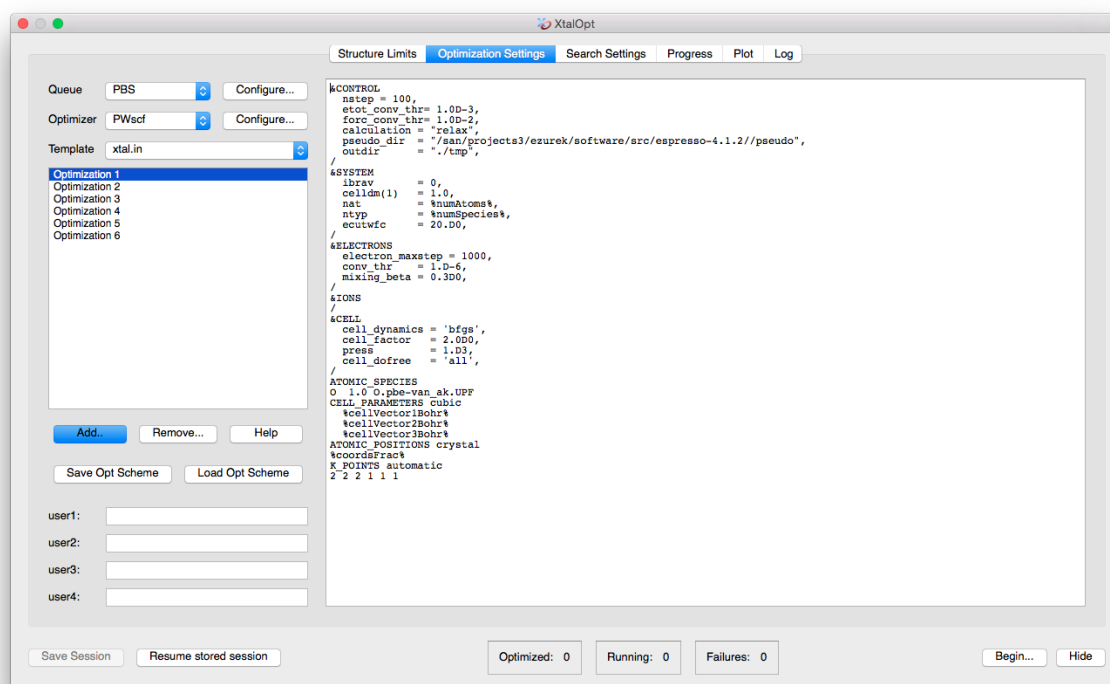 XtalOpt
Structure Limits Optimization Settings Search Settings Progress Plot Log
Queue PBS Configure...
Optimizer PWscf Configure...
Template xtal.in
Optimization 1
Optimization 2
Optimization 3
Optimization 4
Optimization 5
Optimization 6
Add.. Remove... Help
Save Opt Scheme Load Opt Scheme
user1:
user2:
user3:
user4:
&CONTROL
  nstep = 100,
  etot_conv_thr= 1.0D-3,
  forc_conv_thr= 1.0D-2,
  calculation = "relax",
  pseudo_dir  = "/san/projects3/ezurek/software/src/espresso-4.1.2//pseudo",
  outdir      = "./tmp",
/
&SYSTEM
  ibrav       = 0,
  celldm(1)   = 1.0,
  nat         = %numAtoms%,
  ntyp        = %numSpecies%,
  ecutwfc     = 20.D0,
/
&ELECTRONS
  electron_maxstep = 1000,
  conv_thr    = 1.D-6,
  mixing_beta = 0.3D0,
/
&IONS
/
&CELL
  cell_dynamics = 'bfgs',
  cell_factor   = 2.0D0,
  press         = 1.D3,
  cell_dofree   = 'all',
/
ATOMIC_SPECIES
O  1.0 O.pbe-van_ak.UPF
CELL_PARAMETERS cubic
  %cellVector1Bohr%
  %cellVector2Bohr%
  %cellVector3Bohr%
ATOMIC_POSITIONS crystal
%coordsFrac%
K_POINTS automatic
2 2 2 1 1 1
Save Session Resume stored session Optimized: 0 Running: 0 Failures: 0 Begin... Hide